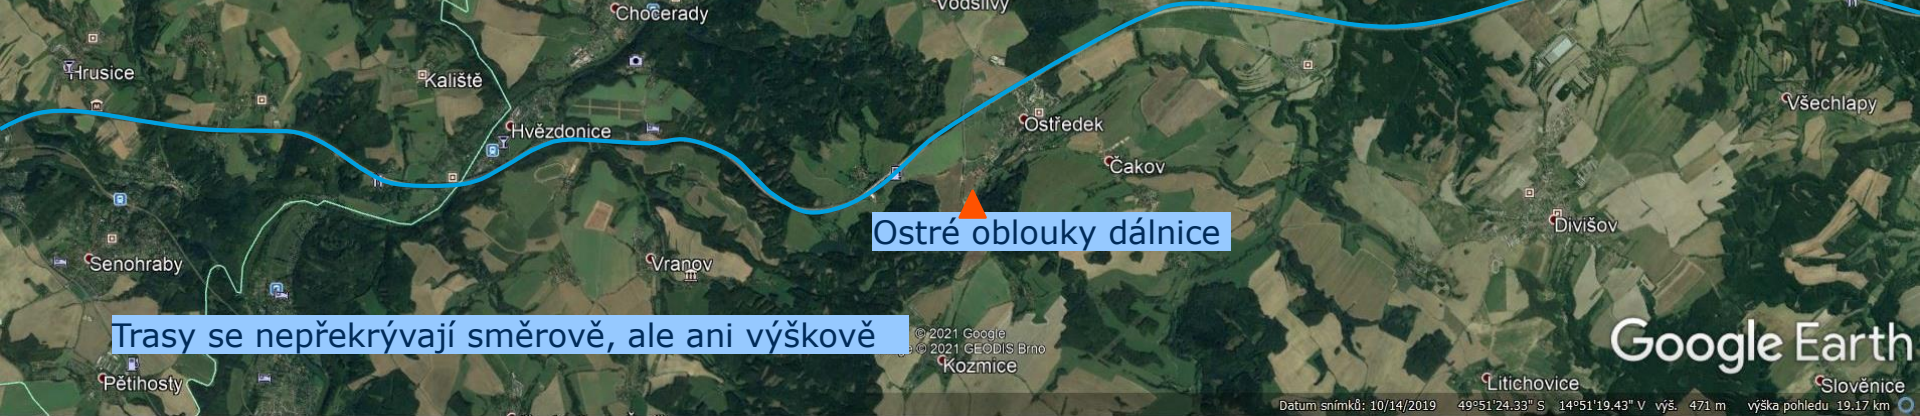 Chocerady
Vodslivy
Hrusice
Kaliště
Všechlapy
Hvězdonice
Ostředek
Čakov
Divišov
Ostré oblouky dálnice
Senohraby
Vranov
Trasy se nepřekrývají směrově, ale ani výškově
© 2021 Google
© 2021 GEODIS Brno
Google Earth
Kozmice
Pětihosty
Litichovice
Slověnice
Datum snímků: 10/14/2019 49°51'24.33" S 14°51'19.43" V výš. 471 m výška pohledu 19.17 km